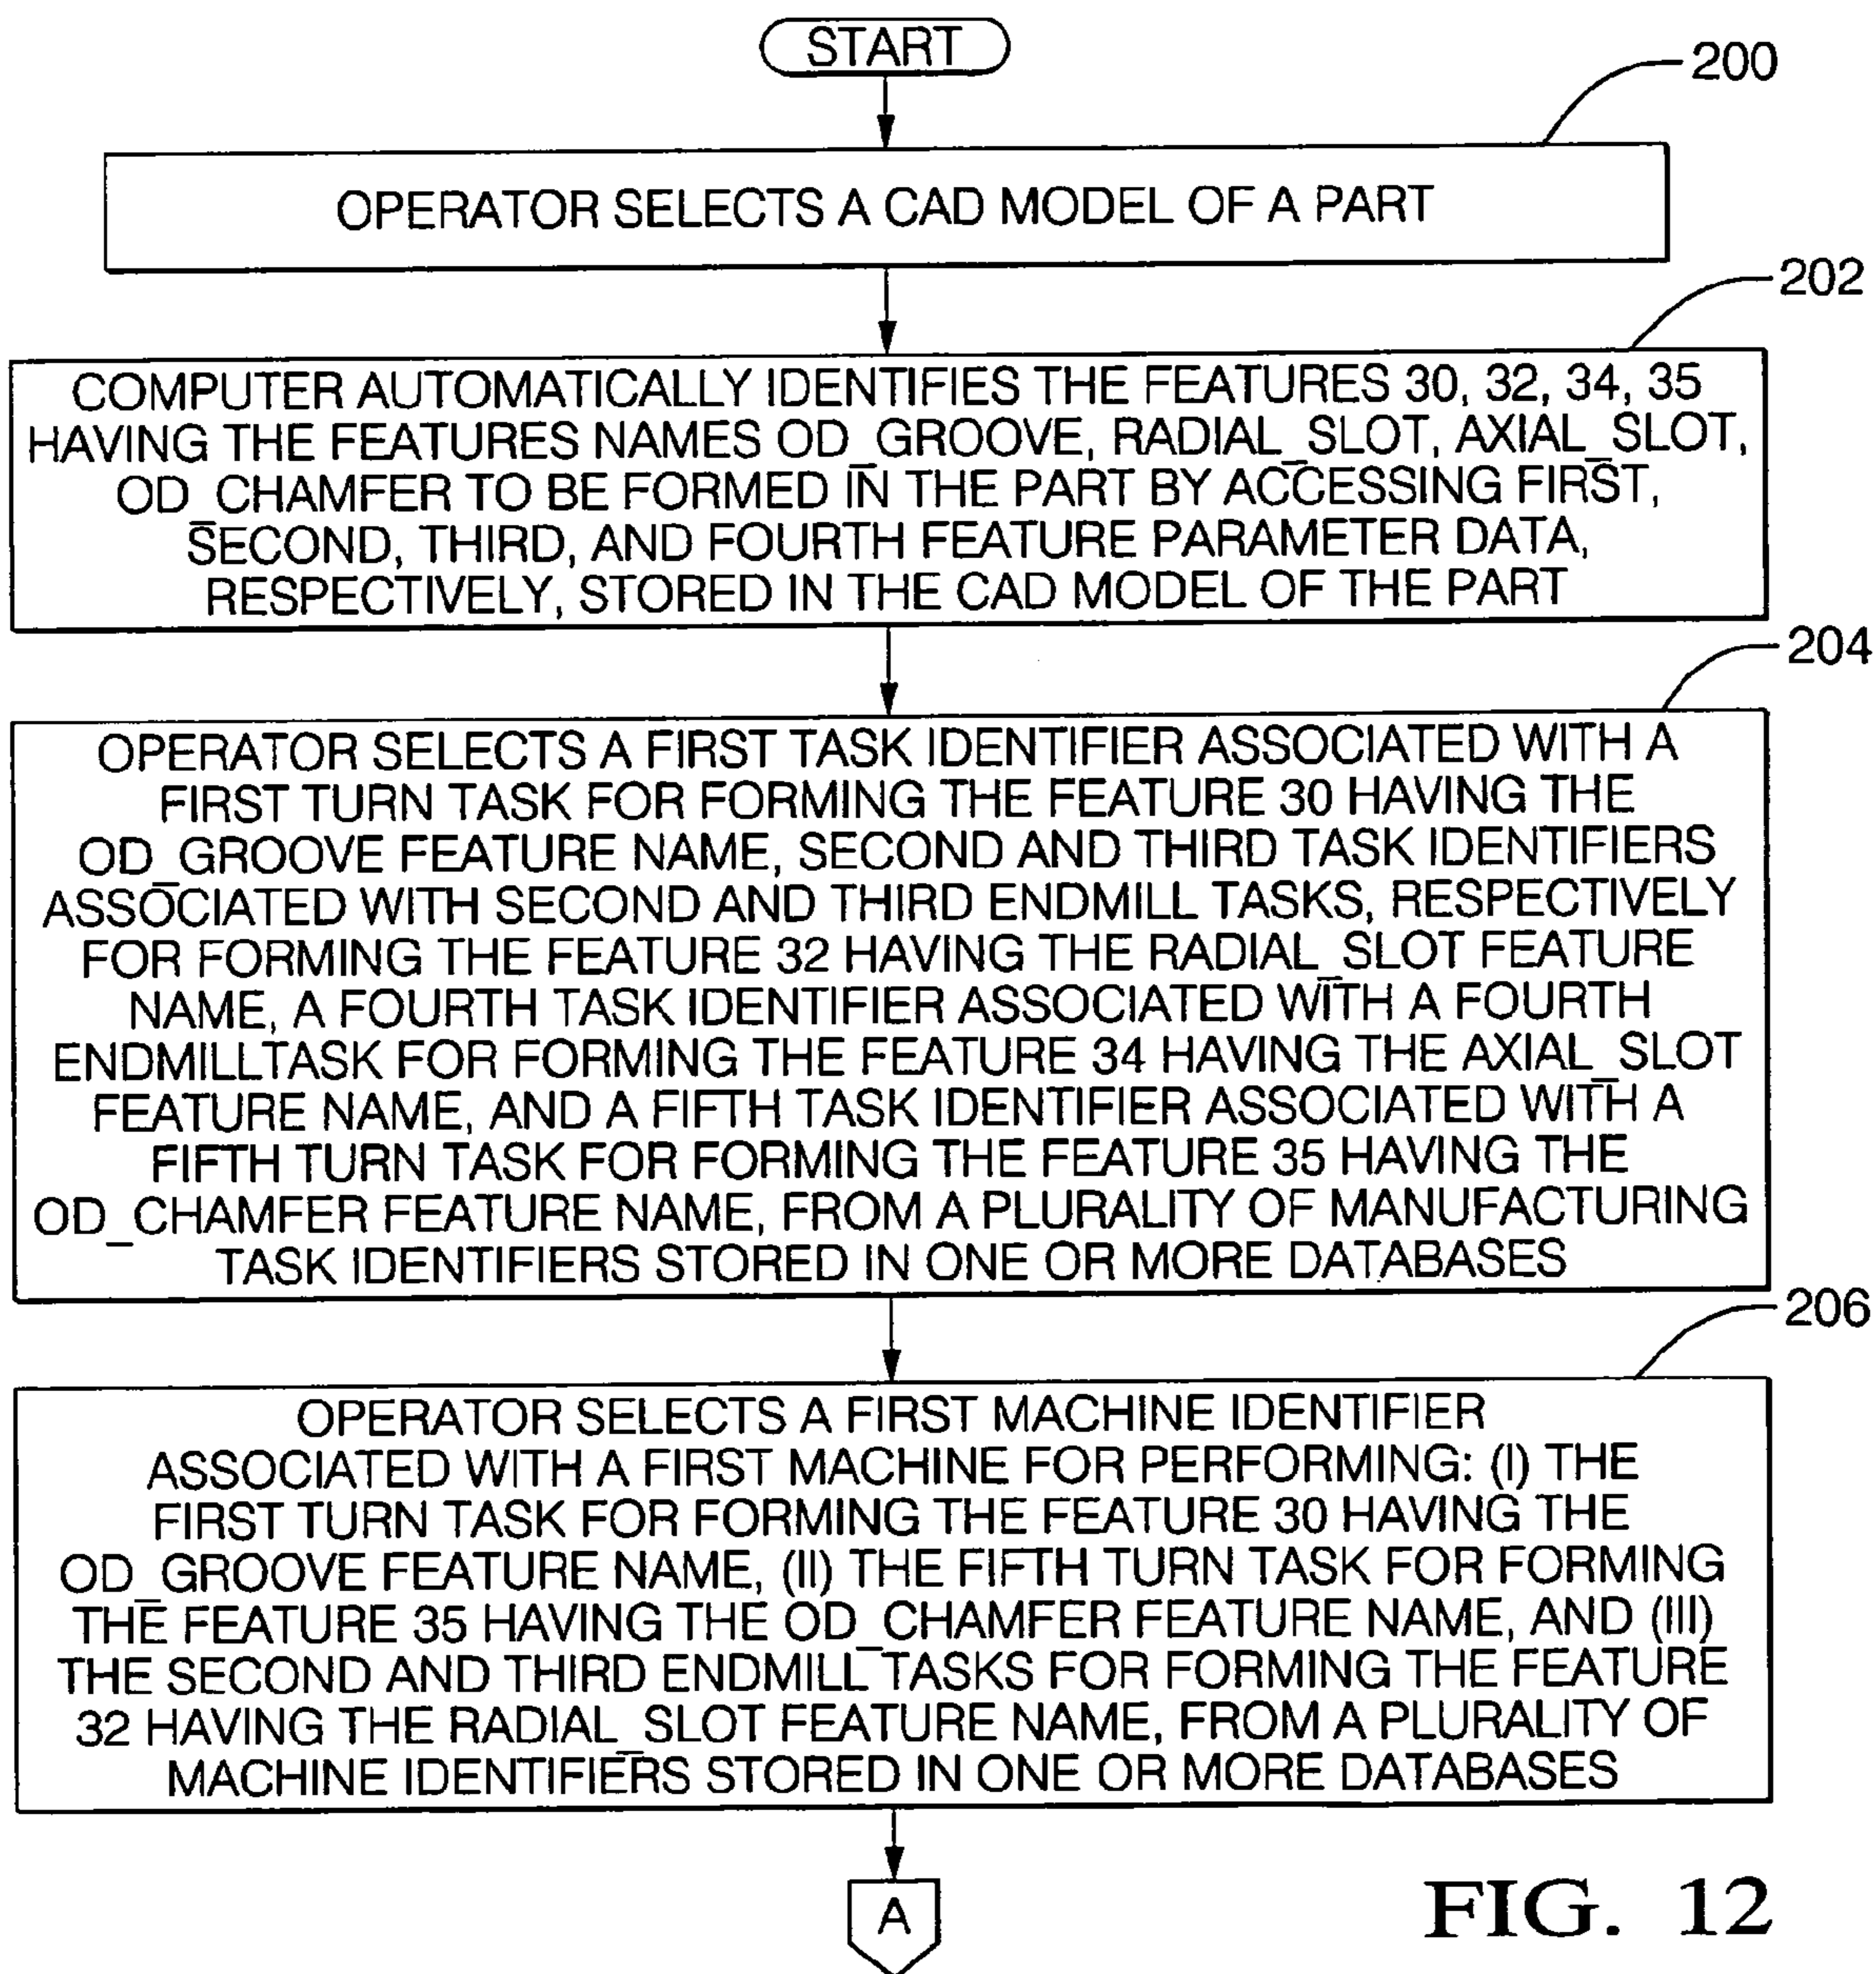 START
200
OPERATOR SELECTS A CAD MODEL OF A PART
202
COMPUTER AUTOMATICALLY IDENTIFIES THE FEATURES 30, 32, 34, 35
HAVING THE FEATURES NAMES OD_GROOVE, RADIAL_SLOT, AXIAL_SLOT,
OD_CHAMFER TO BE FORMED IN THE PART BY ACCESSING FIRST,
SECOND, THIRD, AND FOURTH FEATURE PARAMETER DATA,
RESPECTIVELY, STORED IN THE CAD MODEL OF THE PART
204
OPERATOR SELECTS A FIRST TASK IDENTIFIER ASSOCIATED WITH A
FIRST TURN TASK FOR FORMING THE FEATURE 30 HAVING THE
OD_GROOVE FEATURE NAME, SECOND AND THIRD TASK IDENTIFIERS
ASSOCIATED WITH SECOND AND THIRD ENDMILL TASKS, RESPECTIVELY
FOR FORMING THE FEATURE 32 HAVING THE RADIAL_SLOT FEATURE
NAME, A FOURTH TASK IDENTIFIER ASSOCIATED WITH A FOURTH
ENDMILLTASK FOR FORMING THE FEATURE 34 HAVING THE AXIAL_SLOT
FEATURE NAME, AND A FIFTH TASK IDENTIFIER ASSOCIATED WITH A
FIFTH TURN TASK FOR FORMING THE FEATURE 35 HAVING THE
OD_CHAMFER FEATURE NAME, FROM A PLURALITY OF MANUFACTURING
TASK IDENTIFIERS STORED IN ONE OR MORE DATABASES
206
OPERATOR SELECTS A FIRST MACHINE IDENTIFIER
ASSOCIATED WITH A FIRST MACHINE FOR PERFORMING: (I) THE
FIRST TURN TASK FOR FORMING THE FEATURE 30 HAVING THE
OD_GROOVE FEATURE NAME, (II) THE FIFTH TURN TASK FOR FORMING
THE FEATURE 35 HAVING THE OD_CHAMFER FEATURE NAME, AND (III)
THE SECOND AND THIRD ENDMILL TASKS FOR FORMING THE FEATURE
32 HAVING THE RADIAL_SLOT FEATURE NAME, FROM A PLURALITY OF
MACHINE IDENTIFIERS STORED IN ONE OR MORE DATABASES
A
FIG. 12